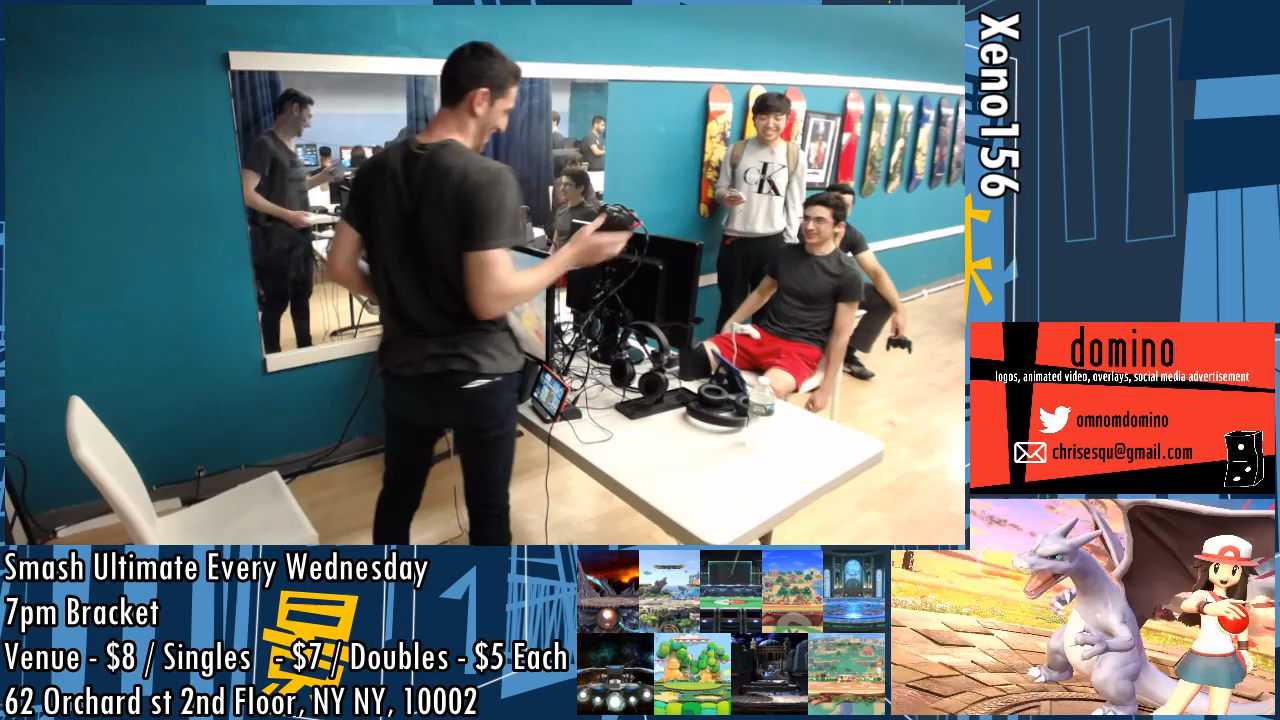 Xeno156
CK
domino
logos, animated video, overlays, social media advertisement
omnomdomino
chrisesqu@gmail.com
Smash Ultimate Every Wednesday
7pm Bracket
Venue - $8 / Singles - $7 / Doubles - $5 Each
62 Orchard st 2nd Floor, NY NY, 10002